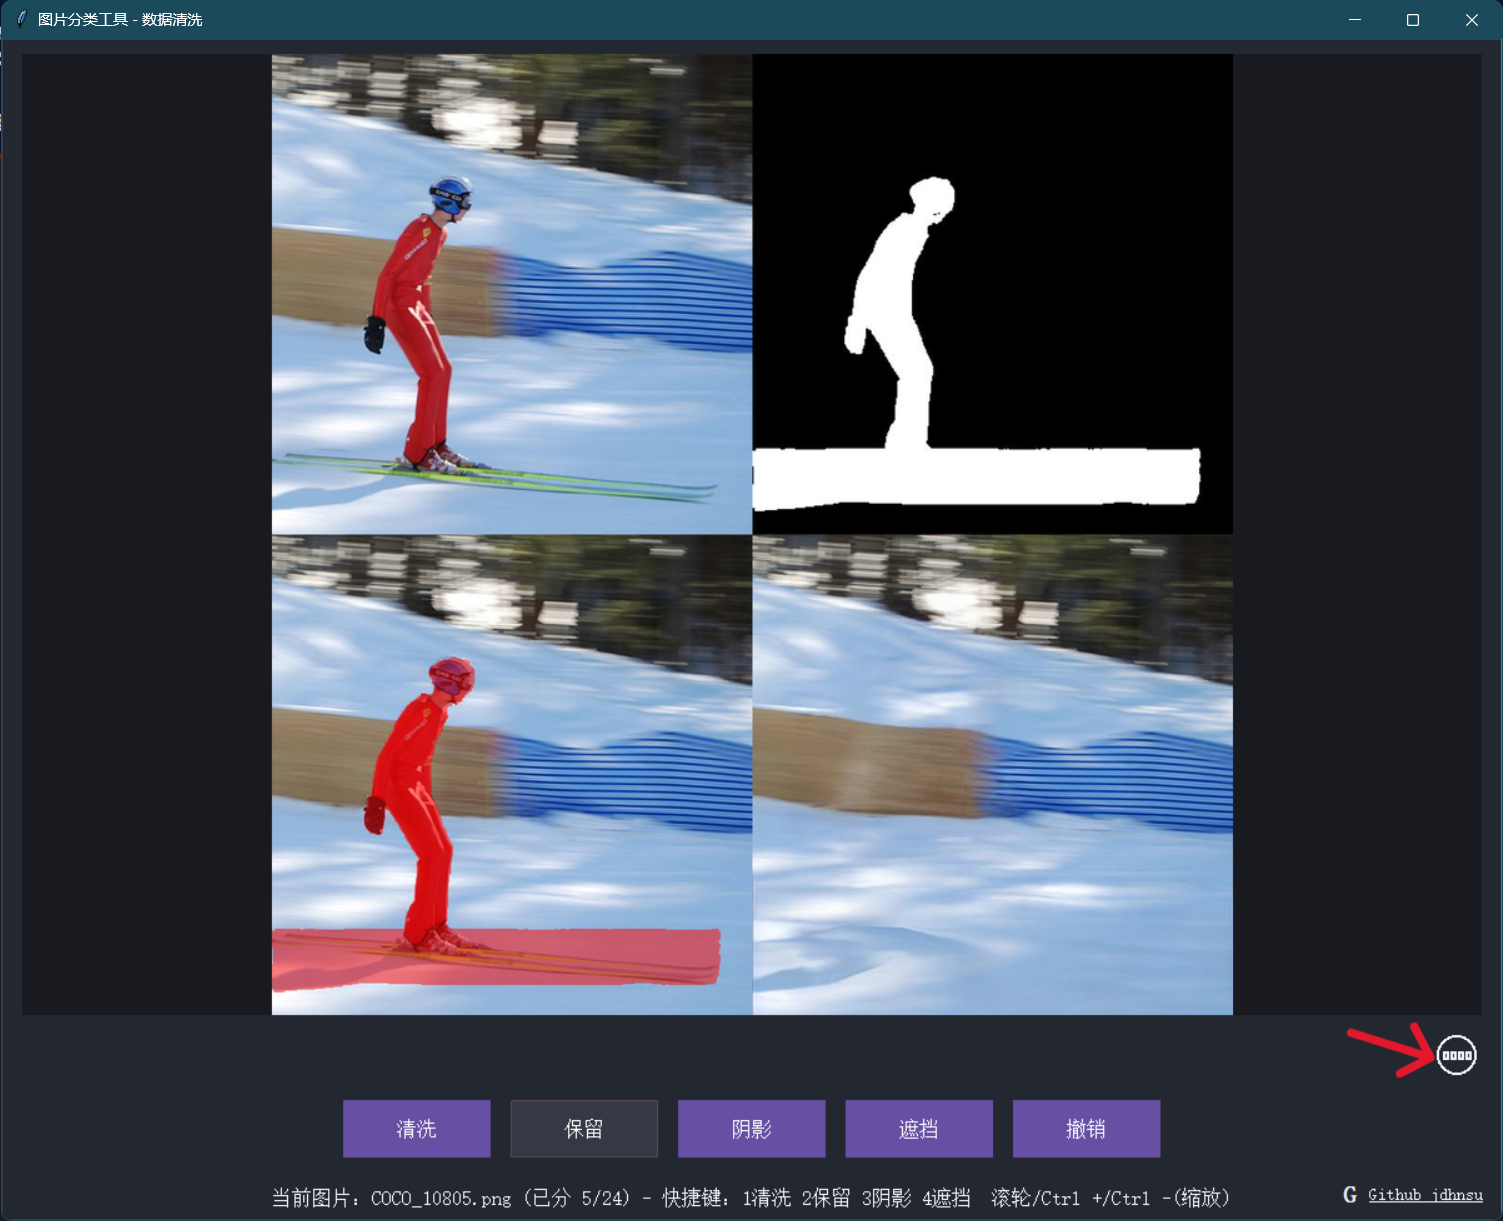 图片分类工具 - 数据清洗
清洗
保留
阴影
遮挡
撤销
当前图片: COCO_10805.png (已分 5/24) - 快捷键: 1清洗 2保留 3阴影 4遮挡  滚轮/Ctrl +/Ctrl -(缩放)
G Github jdhnsu